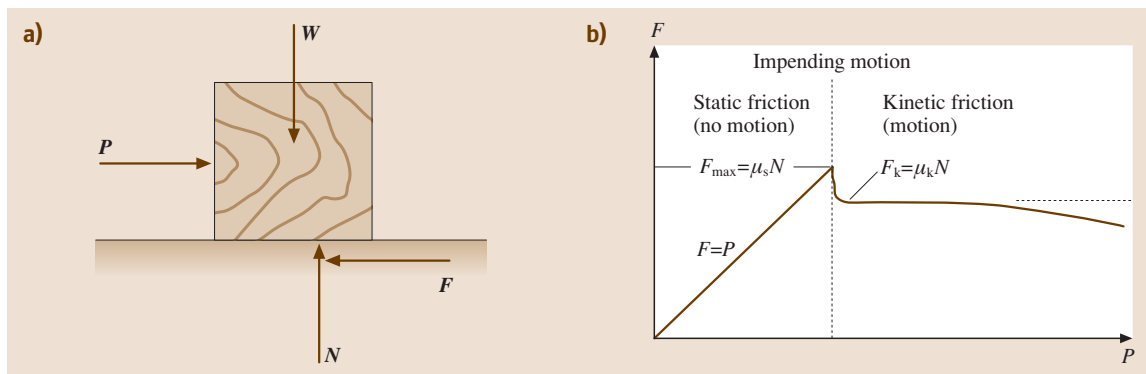 a)
W
P
F
N
b)
F
Impending motion
Static friction
(no motion)
Kinetic friction
(motion)
Fmax=μsN
Fk=μkN
F=P
P